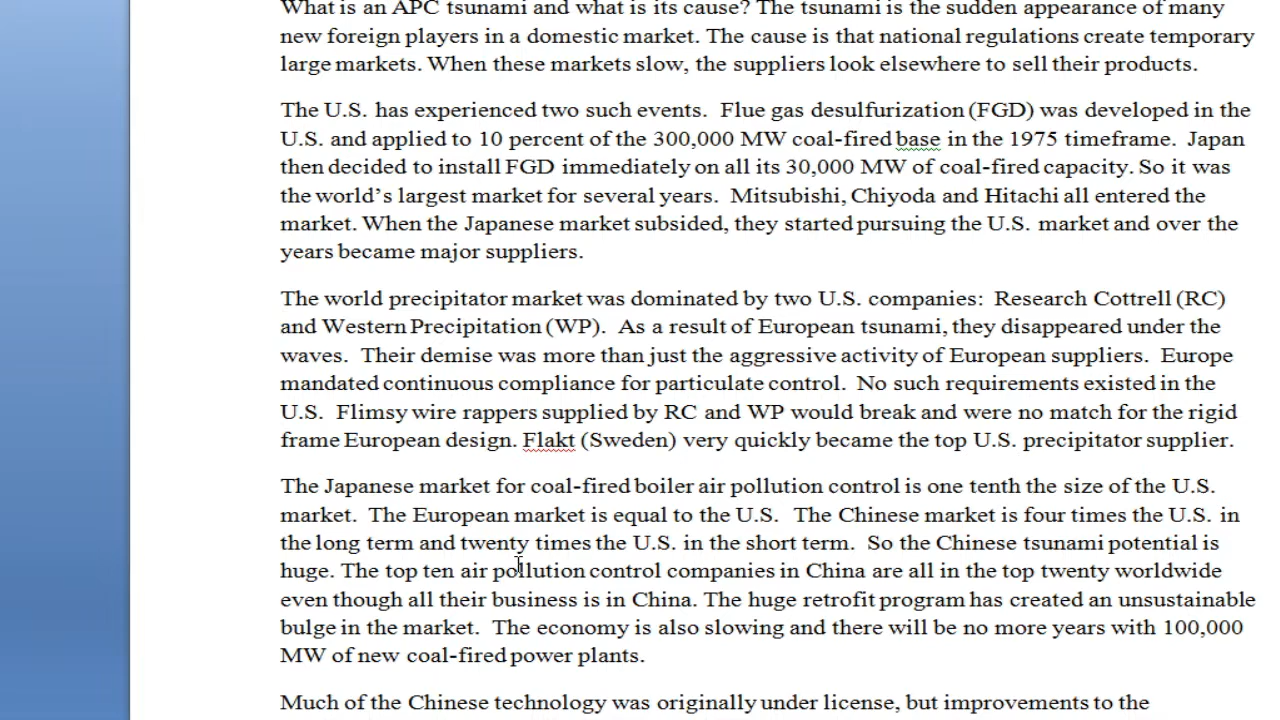 What is an APC tsunami and what is its cause? The tsunami is the sudden appearance of many
new foreign players in a domestic market. The cause is that national regulations create temporary
large markets. When these markets slow, the suppliers look elsewhere to sell their products.
The U.S. has experienced two such events. Flue gas desulfurization (FGD) was developed in the
U.S. and applied to 10 percent of the 300,000 MW coal-fired base in the 1975 timeframe. Japan
then decided to install FGD immediately on all its 30,000 MW of coal-fired capacity. So it was
the world's largest market for several years. Mitsubishi, Chiyoda and Hitachi all entered the
market. When the Japanese market subsided, they started pursuing the U.S. market and over the
years became major suppliers.
The world precipitator market was dominated by two U.S. companies: Research Cottrell (RC)
and Western Precipitation (WP). As a result of European tsunami, they disappeared under the
waves. Their demise was more than just the aggressive activity of European suppliers. Europe
mandated continuous compliance for particulate control. No such requirements existed in the
U.S. Flimsy wire rappers supplied by RC and WP would break and were no match for the rigid
frame European design. Flakt (Sweden) very quickly became the top U.S. precipitator supplier.
The Japanese market for coal-fired boiler air pollution control is one tenth the size of the U.S.
market. The European market is equal to the U.S. The Chinese market is four times the U.S. in
the long term and twenty times the U.S. in the short term. So the Chinese tsunami potential is
huge. The top ten air pollution control companies in China are all in the top twenty worldwide
even though all their business is in China. The huge retrofit program has created an unsustainable
bulge in the market. The economy is also slowing and there will be no more years with 100,000
MW of new coal-fired power plants.
Much of the Chinese technology was originally under license, but improvements to the